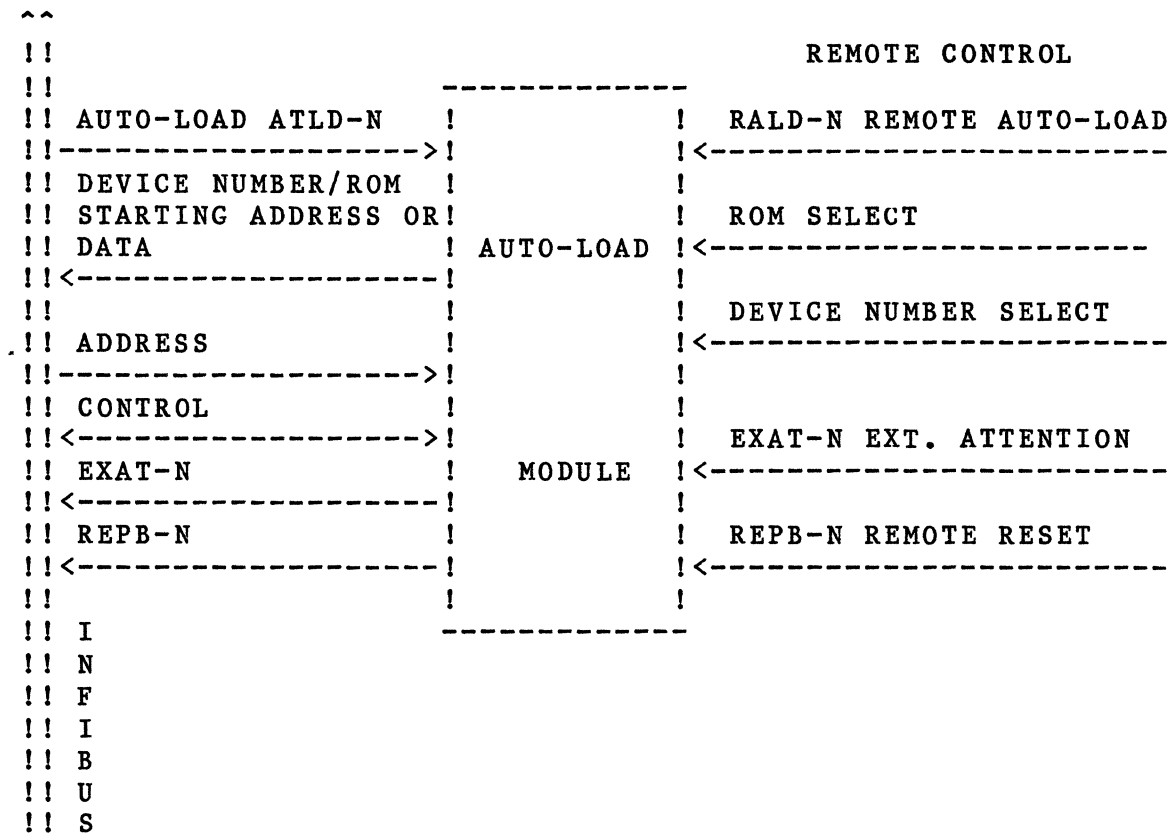 ^^
!! REMOTE CONTROL
!! -------------
!! AUTO-LOAD ATLD-N ! ! RALD-N REMOTE AUTO-LOAD
!!------------------->! !<------------------------
!! DEVICE NUMBER/ROM ! !
!! STARTING ADDRESS OR! ! ROM SELECT
!! DATA ! AUTO-LOAD !<-----------------------
!!<-------------------! !
!! ! ! DEVICE NUMBER SELECT
!! ADDRESS ! !<------------------------
!!------------------->! !
!! CONTROL ! !
!!<------------------>! ! EXAT-N EXT. ATTENTION
!! EXAT-N ! MODULE !<------------------------
!!<-------------------! !
!! REPB-N ! ! REPB-N REMOTE RESET
!!<-------------------! !<------------------------
!! ! !
!! I -------------
!! N
!! F
!! I
!! B
!! U
!! S